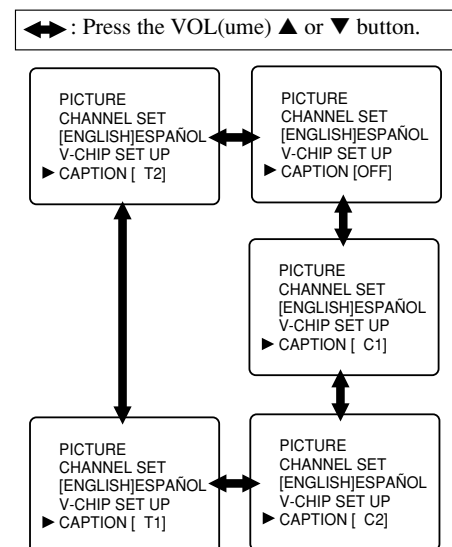 ◀▶ : Press the VOL(ume) ▲ or ▼ button.
PICTURE
CHANNEL SET
[ENGLISH]ESPAÑOL
V-CHIP SET UP
▶ CAPTION [ T2]
PICTURE
CHANNEL SET
[ENGLISH]ESPAÑOL
V-CHIP SET UP
▶ CAPTION [OFF]
PICTURE
CHANNEL SET
[ENGLISH]ESPAÑOL
V-CHIP SET UP
▶ CAPTION [ C1]
PICTURE
CHANNEL SET
[ENGLISH]ESPAÑOL
V-CHIP SET UP
▶ CAPTION [ T1]
PICTURE
CHANNEL SET
[ENGLISH]ESPAÑOL
V-CHIP SET UP
▶ CAPTION [ C2]